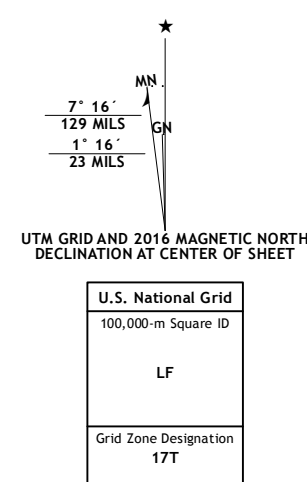 ★
MN
7° 16´
129 MILS
GN
1° 16´
23 MILS
UTM GRID AND 2016 MAGNETIC NORTH
DECLINATION AT CENTER OF SHEET
U.S. National Grid
100,000-m Square ID
LF
Grid Zone Designation
17T